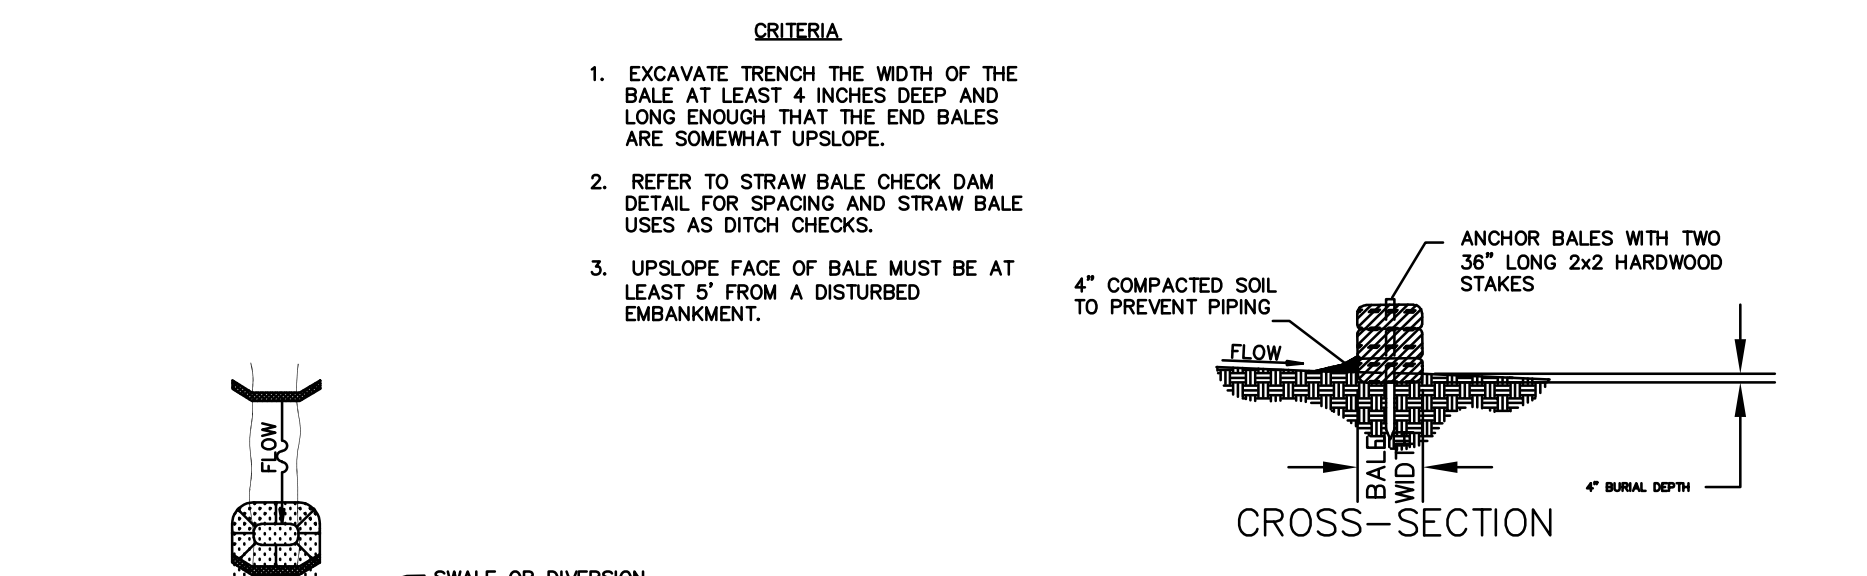 CRITERIA
1. EXCAVATE TRENCH THE WIDTH OF THE
BALE AT LEAST 4 INCHES DEEP AND
LONG ENOUGH THAT THE END BALES
ARE SOMEWHAT UPSLOPE.
2. REFER TO STRAW BALE CHECK DAM
DETAIL FOR SPACING AND STRAW BALE
USES AS DITCH CHECKS.
3. UPSLOPE FACE OF BALE MUST BE AT
LEAST 5' FROM A DISTURBED
EMBANKMENT.
ANCHOR BALES WITH TWO
36" LONG 2x2 HARDWOOD
STAKES
4" COMPACTED SOIL
TO PREVENT PIPING
FLOW
BALE
WIDTH
4" BURIAL DEPTH
CROSS-SECTION
FLOW
SWALE OR DIVERSION